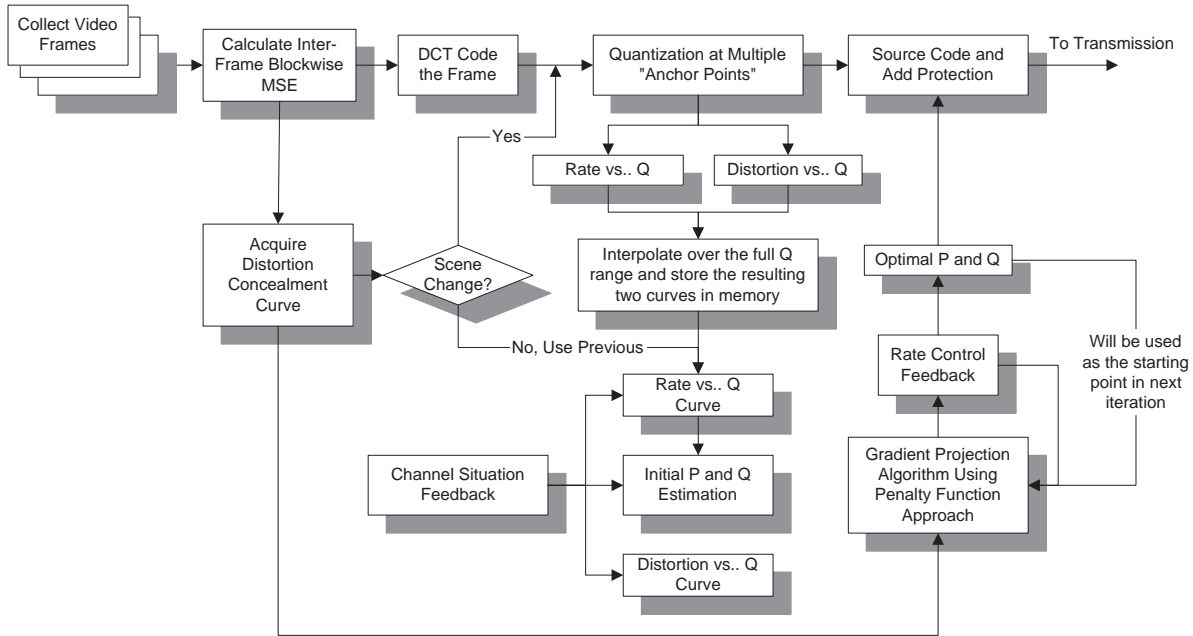 Collect Video
Frames
Calculate Inter-
Frame Blockwise
MSE
DCT Code
the Frame
Quantization at Multiple
"Anchor Points"
Source Code and
Add Protection
To Transmission
Yes
Rate vs.. Q
Distortion vs.. Q
Acquire
Distortion
Concealment
Curve
Scene
Change?
Interpolate over the full Q
range and store the resulting
two curves in memory
Optimal P and Q
No, Use Previous
Rate Control
Feedback
Will be used
as the starting
point in next
iteration
Rate vs.. Q
Curve
Channel Situation
Feedback
Initial P and Q
Estimation
Gradient Projection
Algorithm Using
Penalty Function
Approach
Distortion vs.. Q
Curve